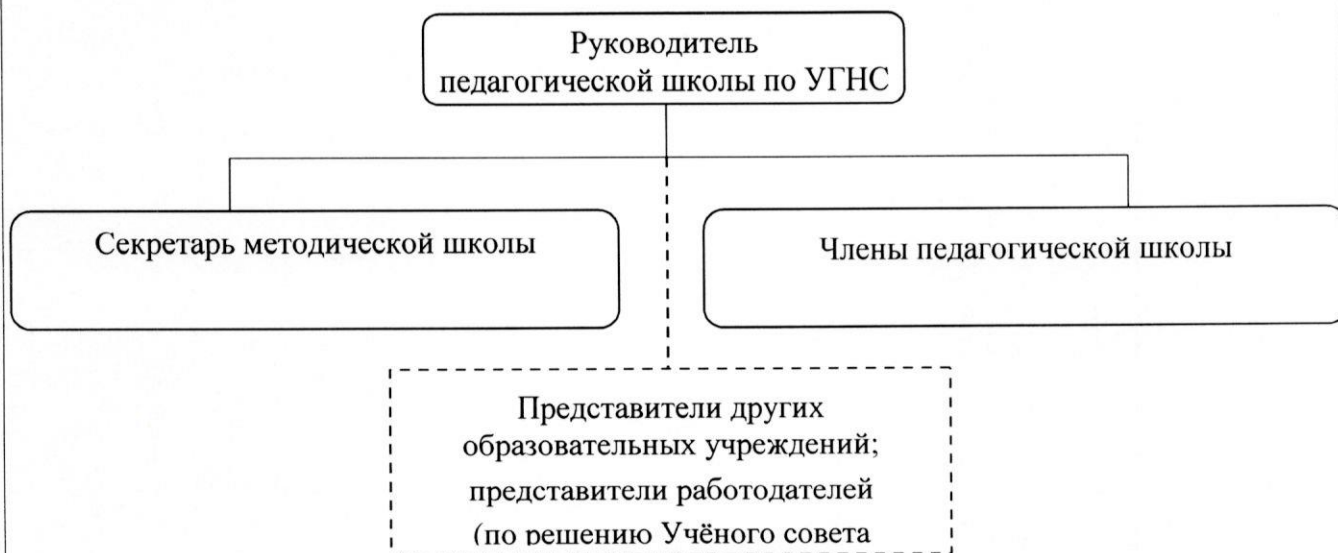 Руководитель
педагогической школы по УГНС
Секретарь методической школы
Члены педагогической школы
Представители других
образовательных учреждений;
представители работодателей
(по решению Учёного совета